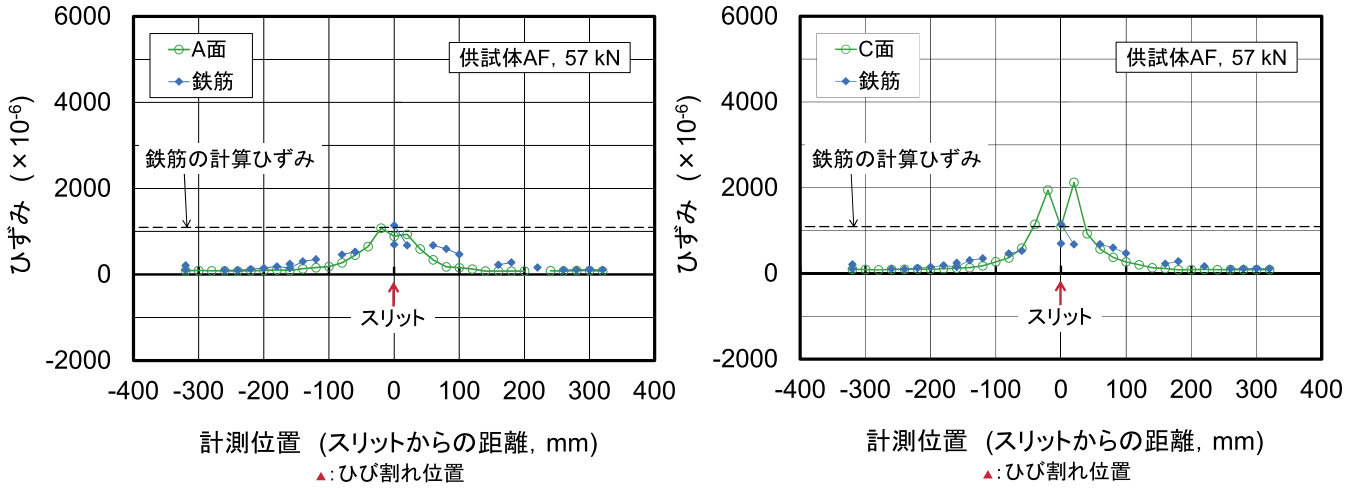 6000
4000
2000
0
-2000
ひずみ (×10-6)
A面
鉄筋
供試体AF, 57 kN
鉄筋の計算ひずみ
スリット
-400 -300 -200 -100 0 100 200 300 400
計測位置 (スリットからの距離, mm)
▲:ひび割れ位置
6000
4000
2000
0
-2000
ひずみ (×10-6)
C面
鉄筋
供試体AF, 57 kN
鉄筋の計算ひずみ
スリット
-400 -300 -200 -100 0 100 200 300 400
計測位置 (スリットからの距離, mm)
▲:ひび割れ位置